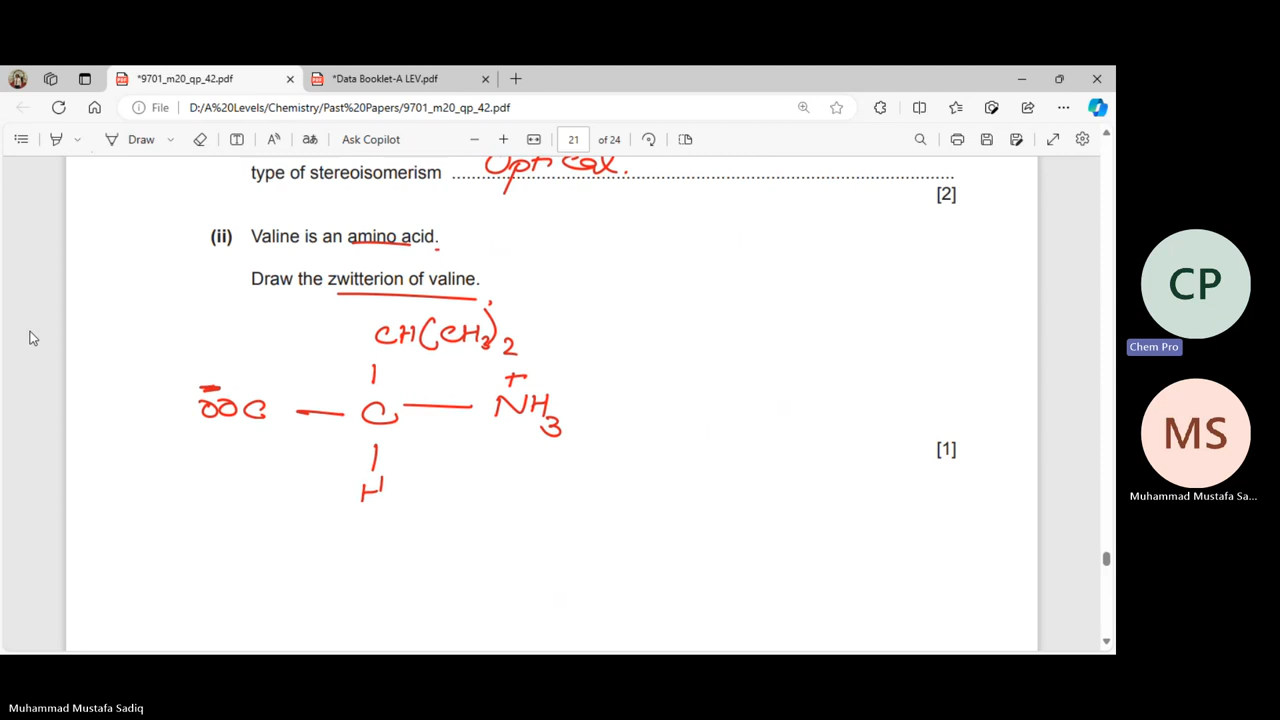 *9701_m20_qp_42.pdf
*Data Booklet-A LEV.pdf
File D:/A%20Levels/Chemistry/Past%20Papers/9701_m20_qp_42.pdf
Draw
Ask Copilot
21 of 24
type of stereoisomerism Optical.
[2]
(ii) Valine is an amino acid.
Draw the zwitterion of valine.
CH(CH3)2
ŌOC — C — N⁺H3
H
[1]
CP
Chem Pro
MS
Muhammad Mustafa Sa...
Muhammad Mustafa Sadiq